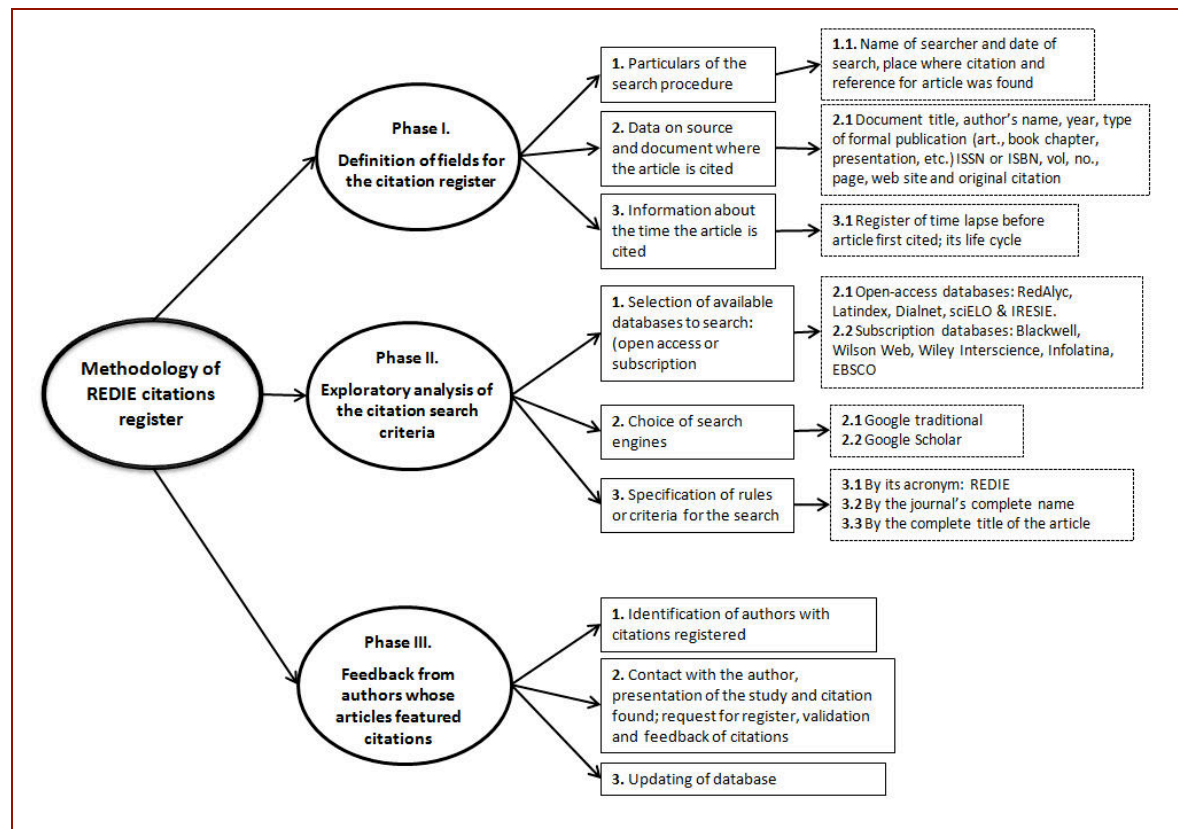 Methodology of
REDIE citations
register
Phase I.
Definition of fields for
the citation register
1. Particulars of the
search procedure
1.1. Name of searcher and date of
search, place where citation and
reference for article was found
2. Data on source
and document where
the article is cited
2.1 Document title, author's name, year, type
of formal publication (art., book chapter,
presentation, etc.) ISSN or ISBN, vol, no.,
page, web site and original citation
3. Information about
the time the article is
cited
3.1 Register of time lapse before
article first cited; its life cycle
Phase II.
Exploratory analysis of
the citation search
criteria
1. Selection of available
databases to search:
(open access or
subscription
2.1 Open-access databases: RedAlyc,
Latindex, Dialnet, sciELO & IRESIE.
2.2 Subscription databases: Blackwell,
Wilson Web, Wiley Interscience, Infolatina,
EBSCO
2. Choice of search
engines
2.1 Google traditional
2.2 Google Scholar
3. Specification of rules
or criteria for the search
3.1 By its acronym: REDIE
3.2 By the journal's complete name
3.3 By the complete title of the article
Phase III.
Feedback from
authors whose
articles featured
citations
1. Identification of authors with
citations registered
2. Contact with the author,
presentation of the study and citation
found; request for register, validation
and feedback of citations
3. Updating of database